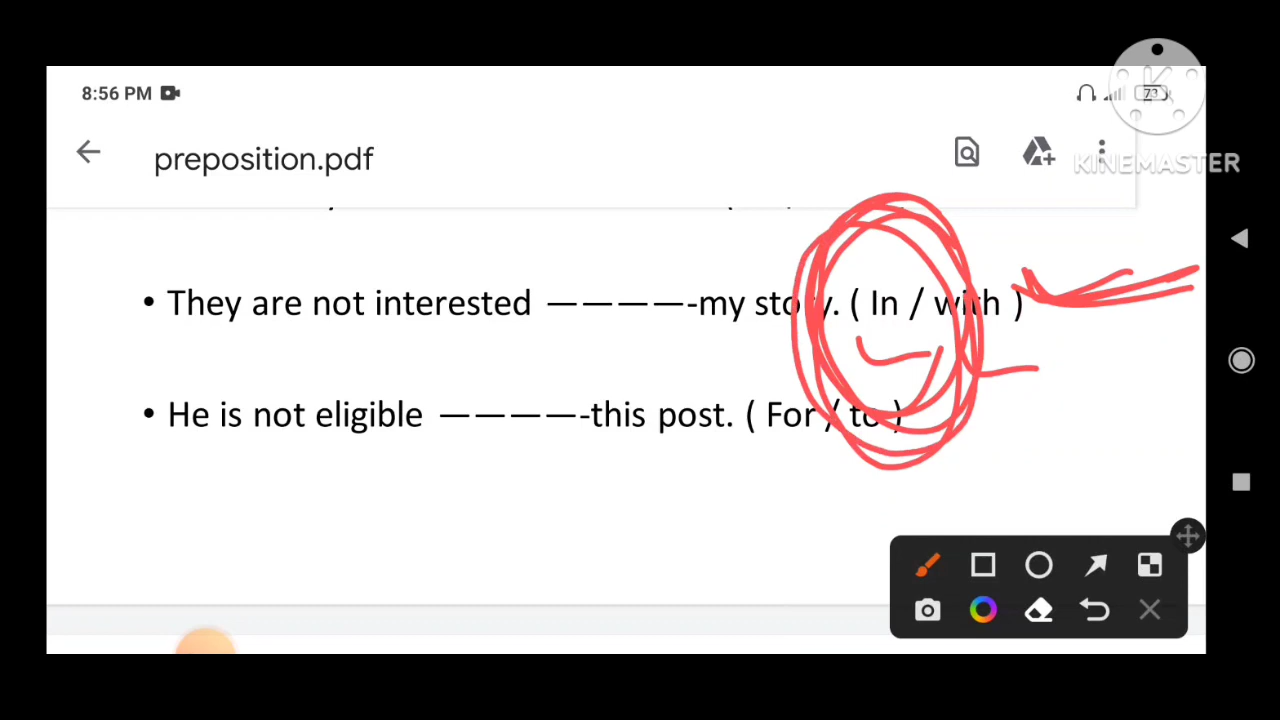 8:56 PM
73
preposition.pdf
KINEMASTER
• They are not interested ————-my story. ( In / with )
• He is not eligible ————-this post. ( For / to )